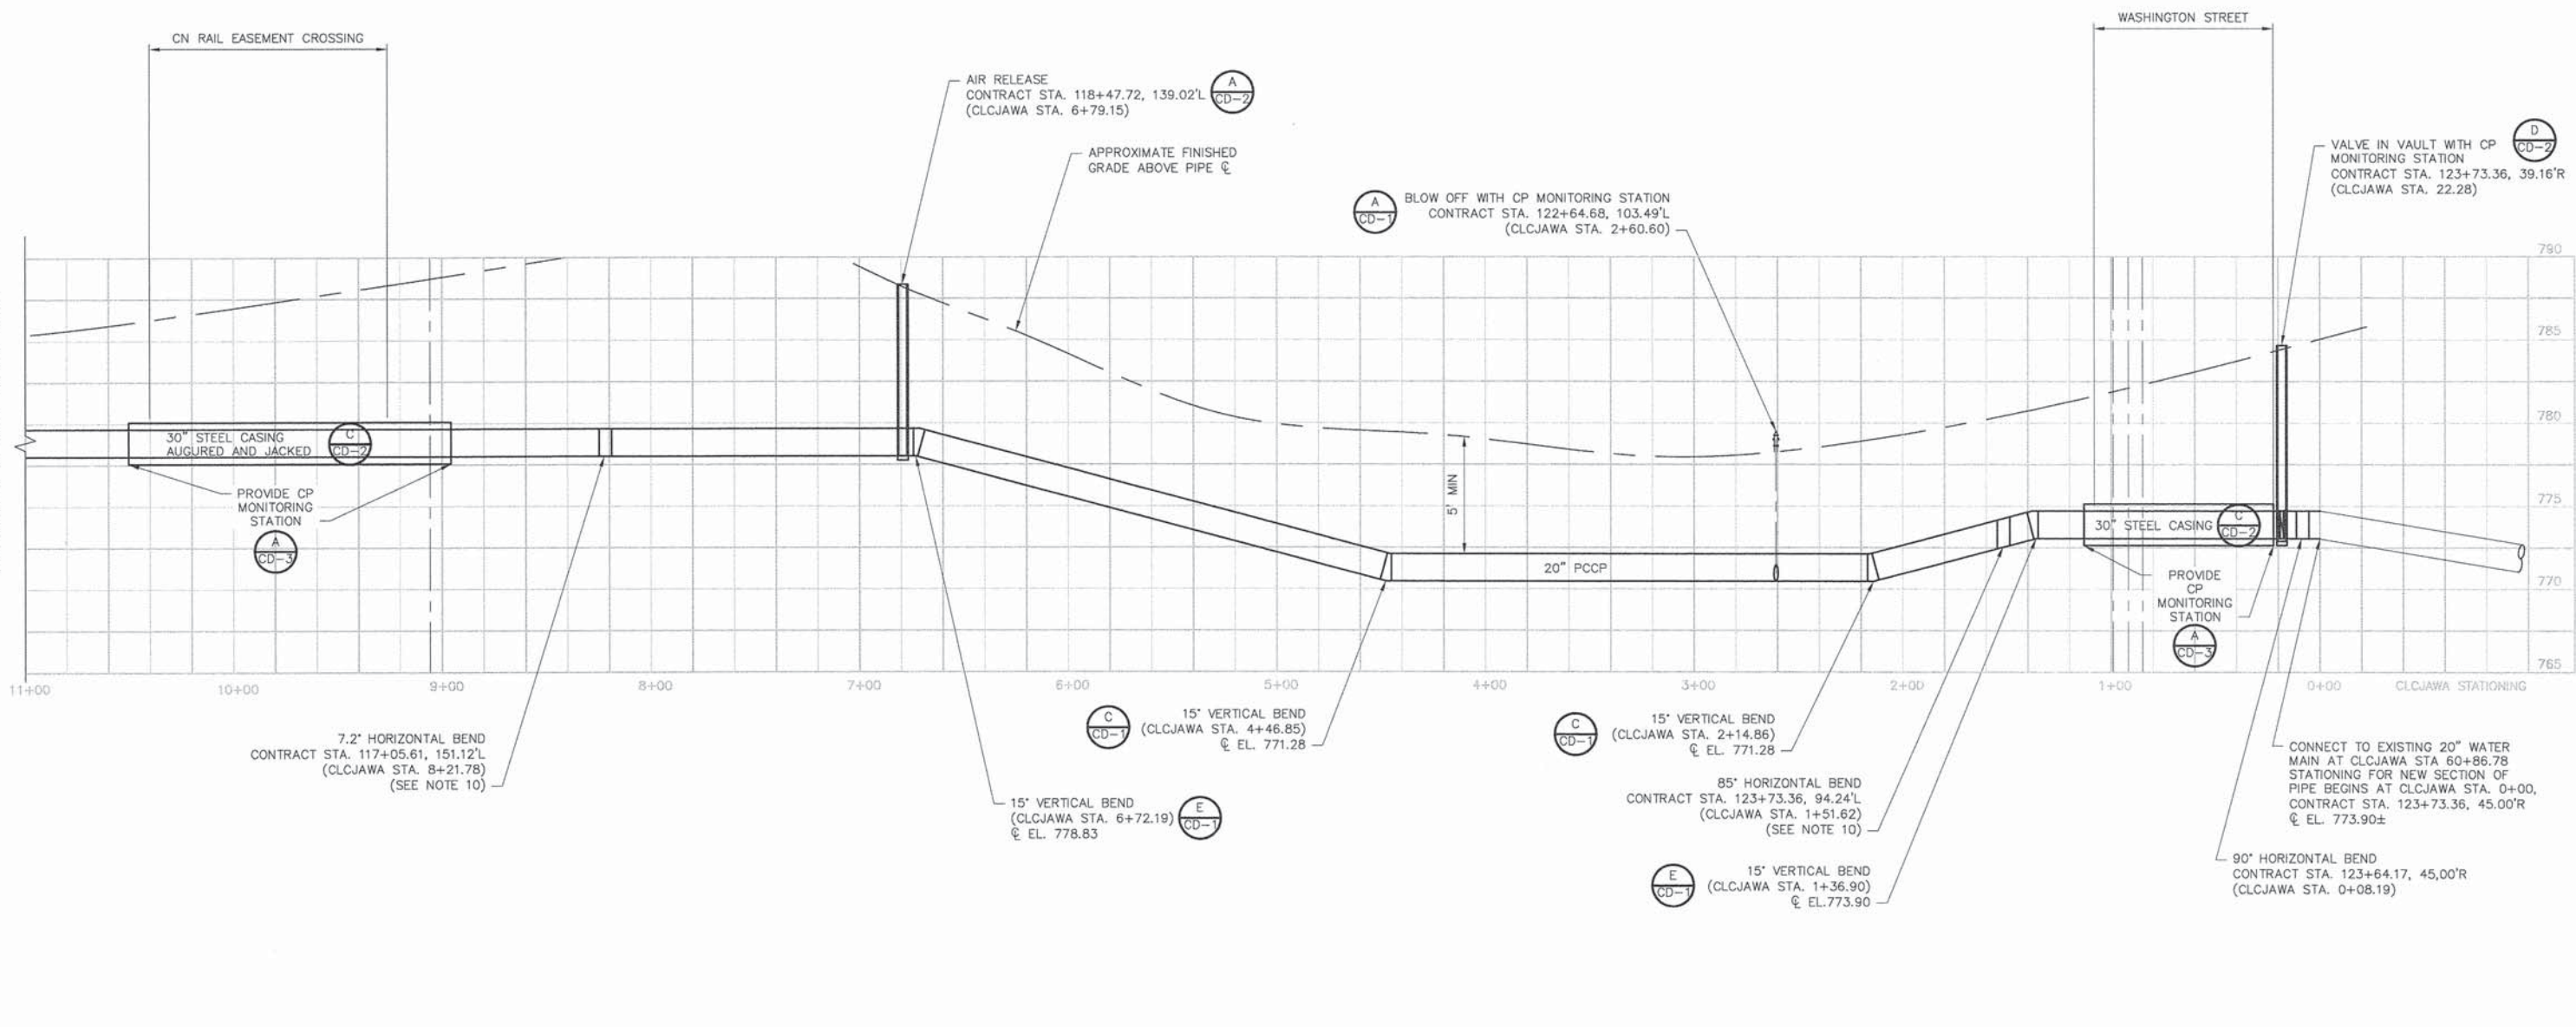 WASHINGTON STREET
CN RAIL EASEMENT CROSSING
AIR RELEASE
CONTRACT STA. 118+47.72, 139.02'L
(CLCJAWA STA. 6+79.15)
A
CD-2
APPROXIMATE FINISHED
GRADE ABOVE PIPE ℄
A
CD-1
BLOW OFF WITH CP MONITORING STATION
CONTRACT STA. 122+64.68, 103.49'L
(CLCJAWA STA. 2+60.60)
D
CD-2
VALVE IN VAULT WITH CP
MONITORING STATION
CONTRACT STA. 123+73.36, 39.16'R
(CLCJAWA STA. 22.28)
790
785
780
775
770
765
30" STEEL CASING
AUGURED AND JACKED
C
CD-2
PROVIDE CP
MONITORING
STATION
A
CD-3
5' MIN
20" PCCP
30" STEEL CASING
C
CD-2
PROVIDE
CP
MONITORING
STATION
A
CD-3
11+00
10+00
9+00
8+00
7+00
6+00
5+00
4+00
3+00
2+00
1+00
0+00
CLCJAWA STATIONING
7.2° HORIZONTAL BEND
CONTRACT STA. 117+05.61, 151.12'L
(CLCJAWA STA. 8+21.78)
(SEE NOTE 10)
15° VERTICAL BEND
(CLCJAWA STA. 6+72.19)
℄ EL. 778.83
E
CD-1
C
CD-1
15° VERTICAL BEND
(CLCJAWA STA. 4+46.85)
℄ EL. 771.28
C
CD-1
15° VERTICAL BEND
(CLCJAWA STA. 2+14.86)
℄ EL. 771.28
85° HORIZONTAL BEND
CONTRACT STA. 123+73.36, 94.24'L
(CLCJAWA STA. 1+51.62)
(SEE NOTE 10)
E
CD-1
15° VERTICAL BEND
(CLCJAWA STA. 1+36.90)
℄ EL.773.90
CONNECT TO EXISTING 20" WATER
MAIN AT CLCJAWA STA 60+86.78
STATIONING FOR NEW SECTION OF
PIPE BEGINS AT CLCJAWA STA. 0+00,
CONTRACT STA. 123+73.36, 45.00'R
℄ EL. 773.90±
90° HORIZONTAL BEND
CONTRACT STA. 123+64.17, 45,00'R
(CLCJAWA STA. 0+08.19)